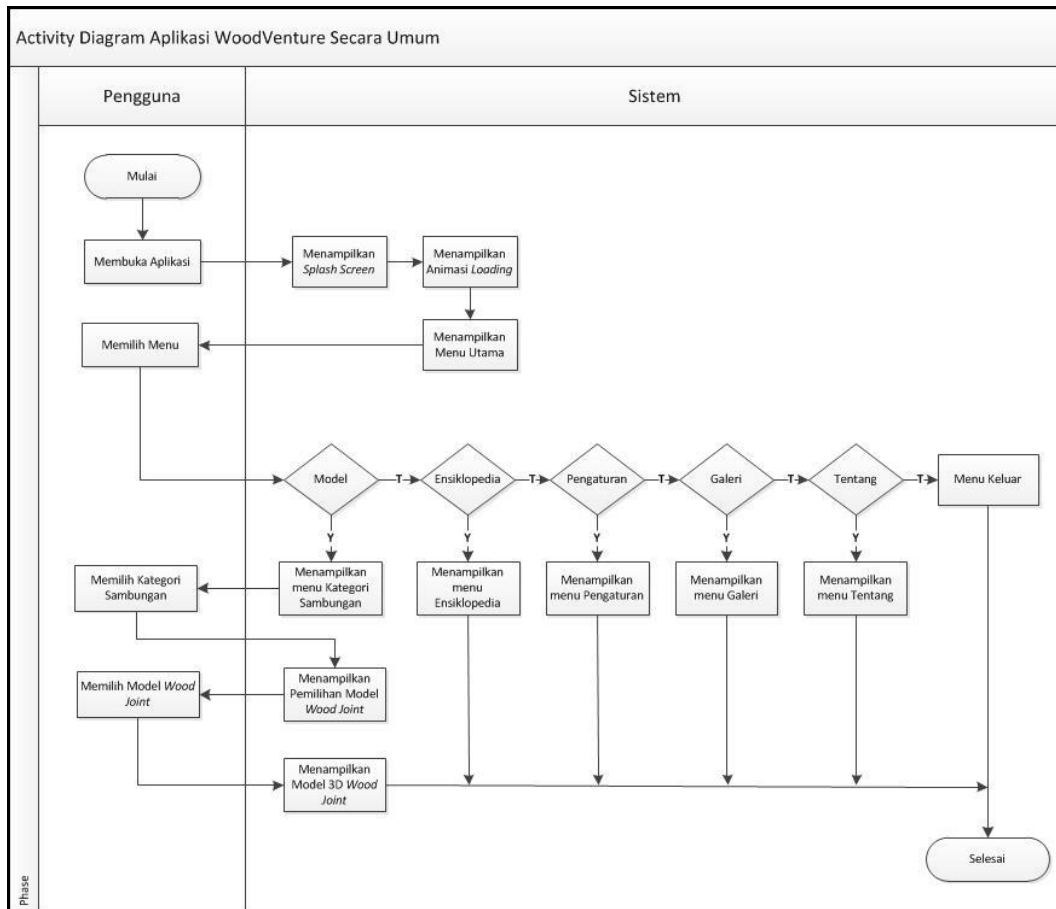 Activity Diagram Aplikasi WoodVenture Secara Umum
Pengguna
Sistem
Mulai
Membuka Aplikasi
Menampilkan
Splash Screen
Menampilkan
Animasi Loading
Memilih Menu
Menampilkan
Menu Utama
Model
T
Ensiklopedia
T
Pengaturan
T
Galeri
T
Tentang
T
Menu Keluar
Y
Y
Y
Y
Y
Memilih Kategori
Sambungan
Menampilkan
menu Kategori
Sambungan
Menampilkan
menu
Ensiklopedia
Menampilkan
menu Pengaturan
Menampilkan
menu Galeri
Menampilkan
menu Tentang
Memilih Model Wood
Joint
Menampilkan
Pemilihan Model
Wood Joint
Menampilkan
Model 3D Wood
Joint
Selesai
Phase